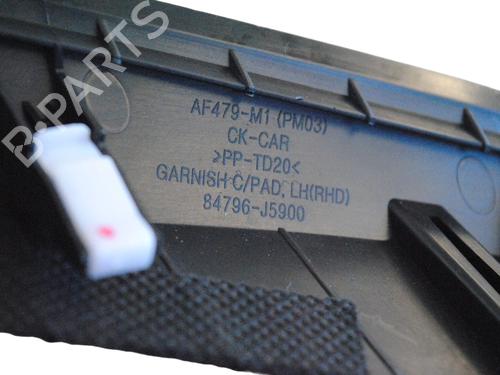 B-PARTS
AF479-M1 (PM03)
CK-CAR
>PP-TD20<
GARNISH C/PAD, LH(RHD)
84796-J5900